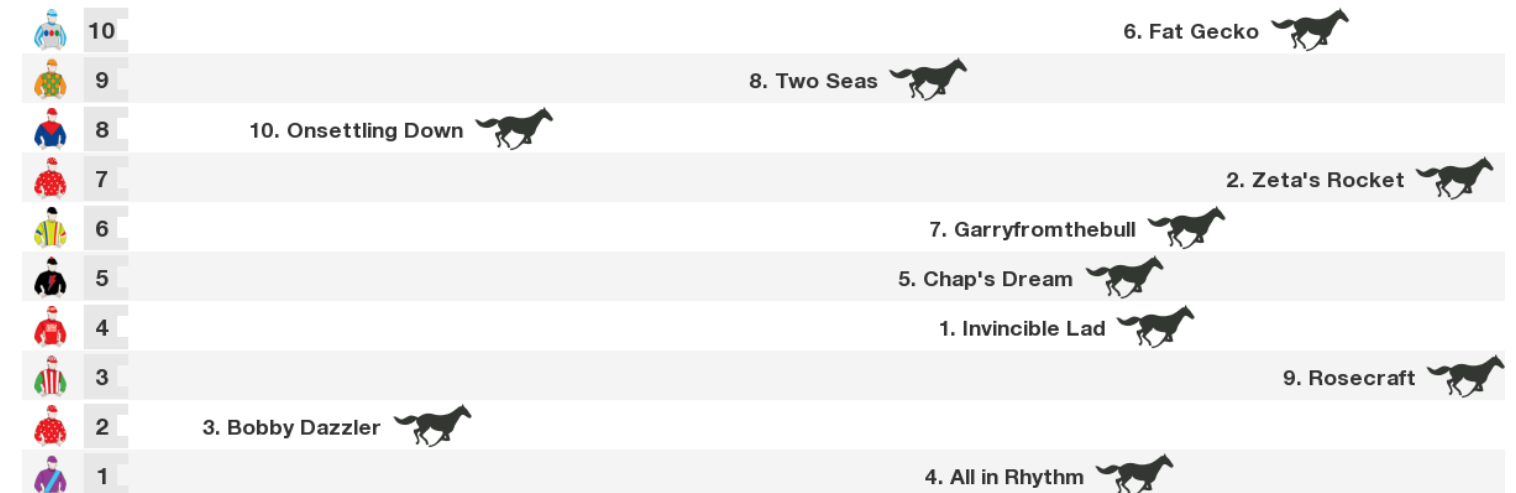 10 6. Fat Gecko
9 8. Two Seas
8 10. Onsettling Down
7 2. Zeta's Rocket
6 7. Garryfromthebull
5 5. Chap's Dream
4 1. Invincible Lad
3 9. Rosecraft
2 3. Bobby Dazzler
1 4. All in Rhythm